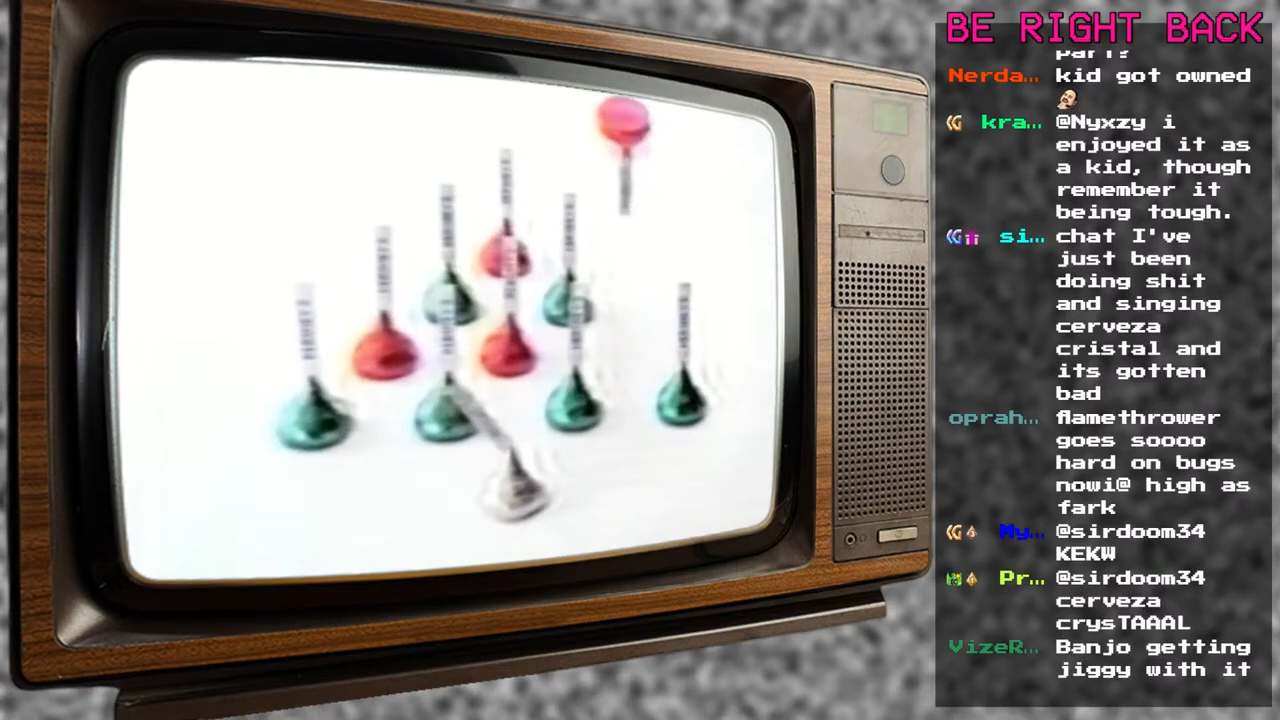 BE RIGHT BACK
Nerda... kid got owned
kra... @Nyxzy i
enjoyed it as
a kid, though
remember it
being tough.
si... chat I've
just been
doing shit
and singing
cerveza
cristal and
its gotten
bad
oprah... flamethrower
goes soooo
hard on bugs
nowi@ high as
fark
Ny... @sirdoom34
KEKW
Pr... @sirdoom34
cerveza
crysTAAAL
VizeR... Banjo getting
jiggy with it